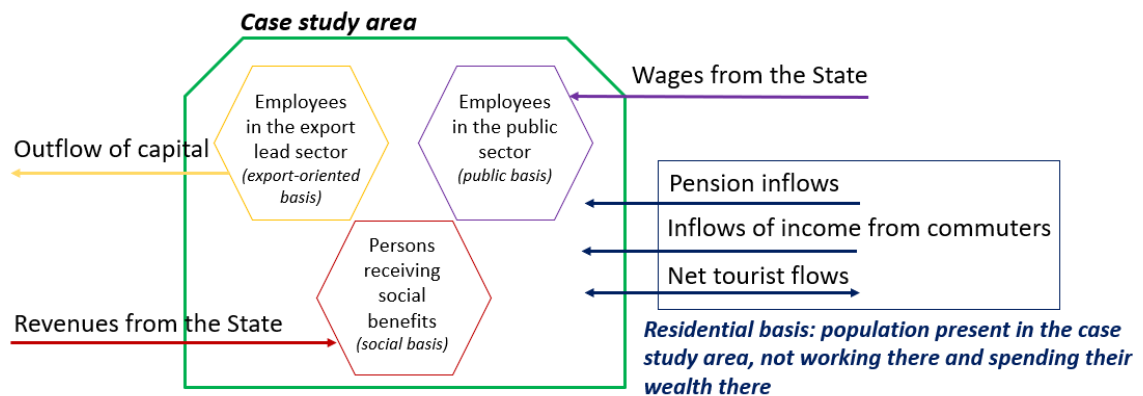 Case study area
Employees
in the export
lead sector
(export-oriented
basis)
Employees
in the public
sector
(public basis)
Wages from the State
Outflow of capital
Pension inflows
Inflows of income from commuters
Net tourist flows
Persons
receiving
social
benefits
(social basis)
Revenues from the State
Residential basis: population present in the case
study area, not working there and spending their
wealth there